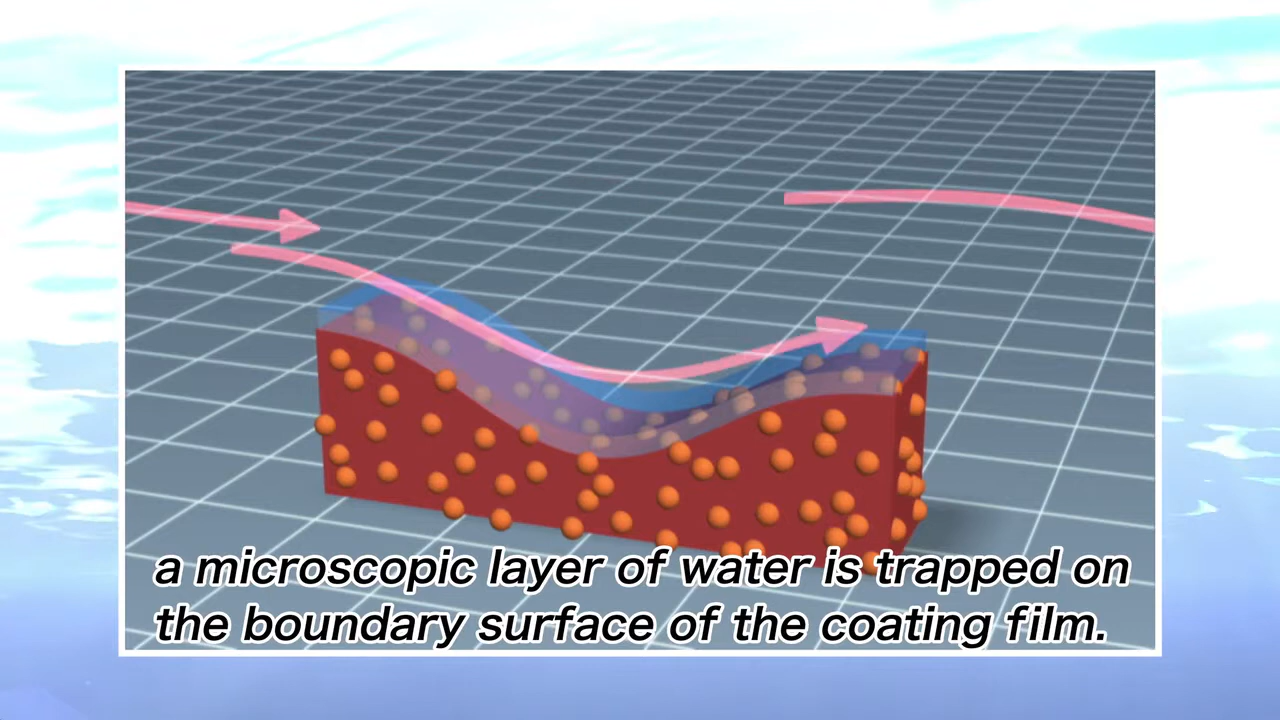 a microscopic layer of water is trapped on
the boundary surface of the coating film.